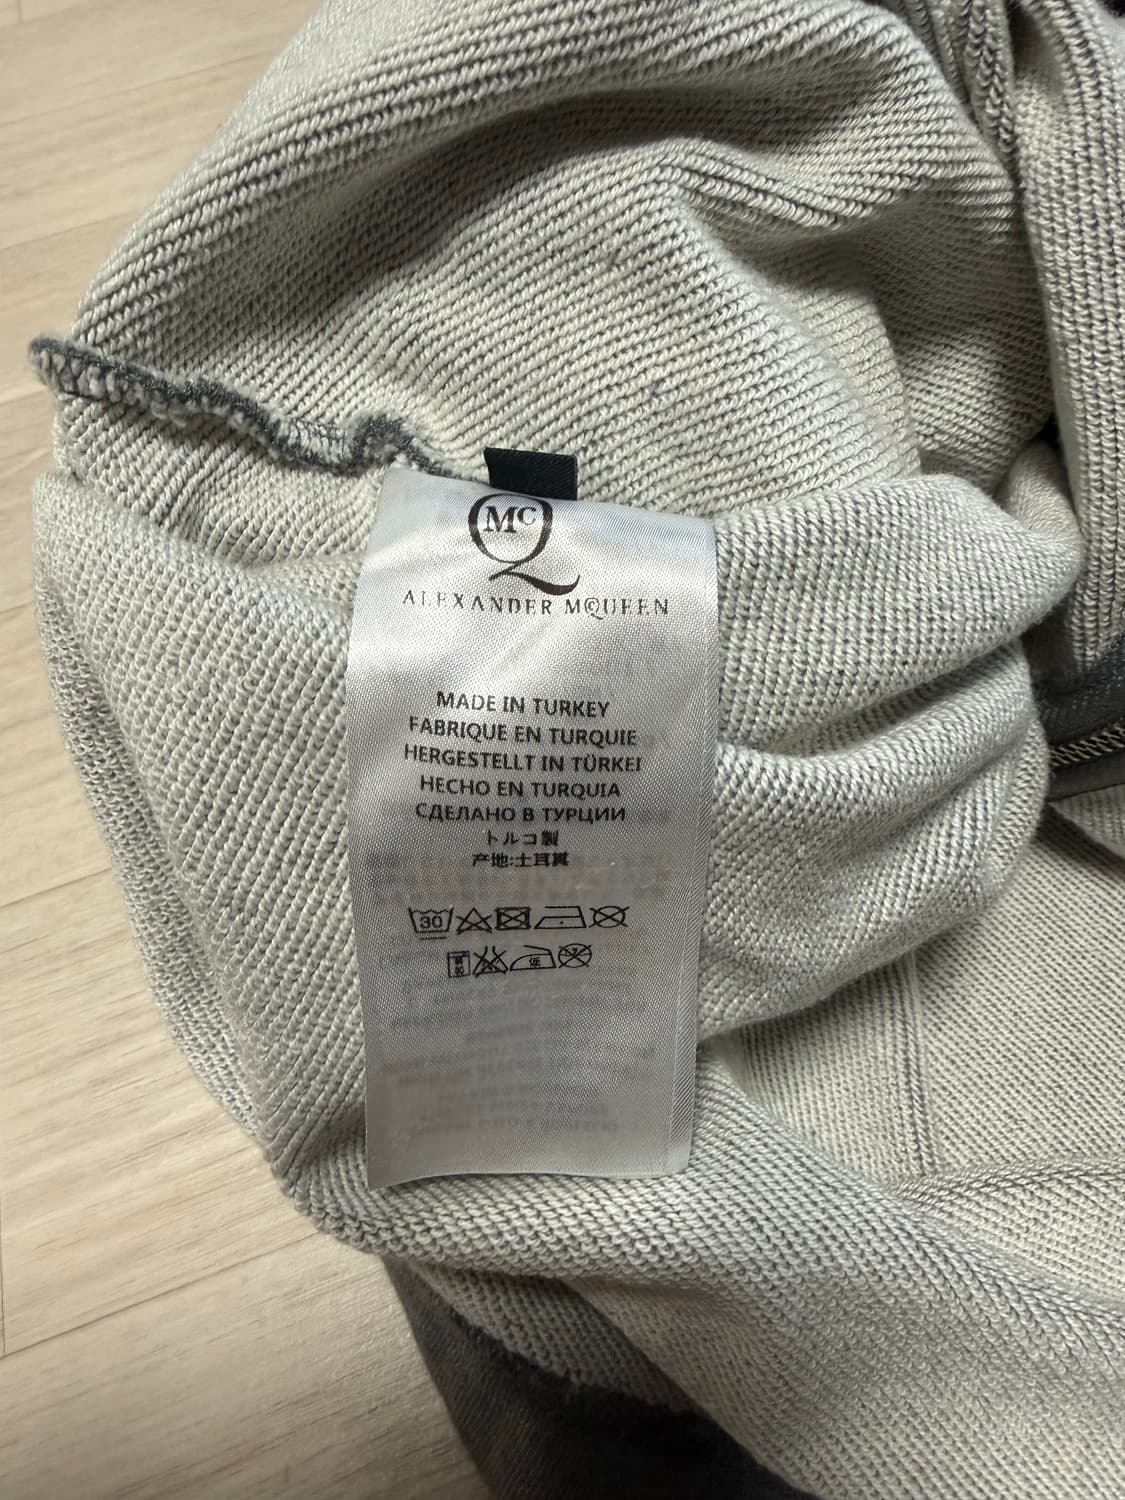 McQ
ALEXANDER McQUEEN
MADE IN TURKEY
FABRIQUE EN TURQUIE
HERGESTELLT IN TÜRKEI
HECHO EN TURQUIA
СДЕЛАНО В ТУРЦИИ
トルコ製
产地:土耳其
30